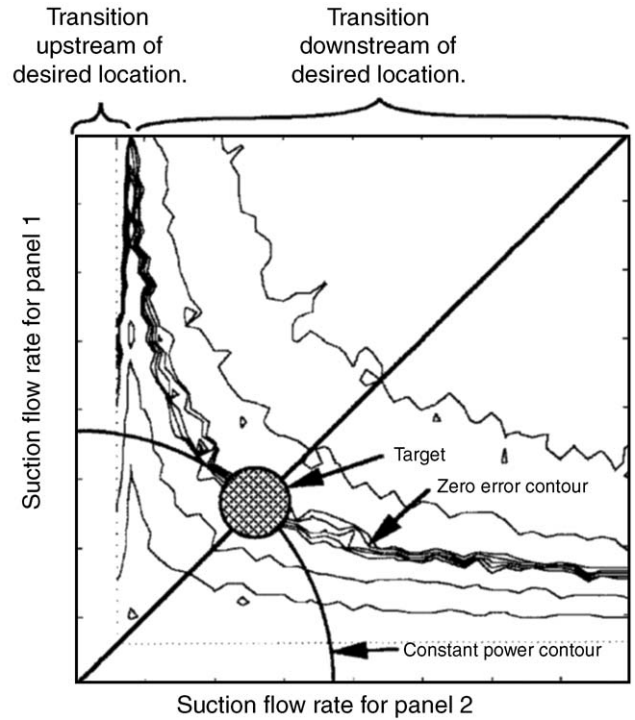 Transition
upstream of
desired location.
Transition
downstream of
desired location.
Suction flow rate for panel 1
Target
Zero error contour
Constant power contour
Suction flow rate for panel 2